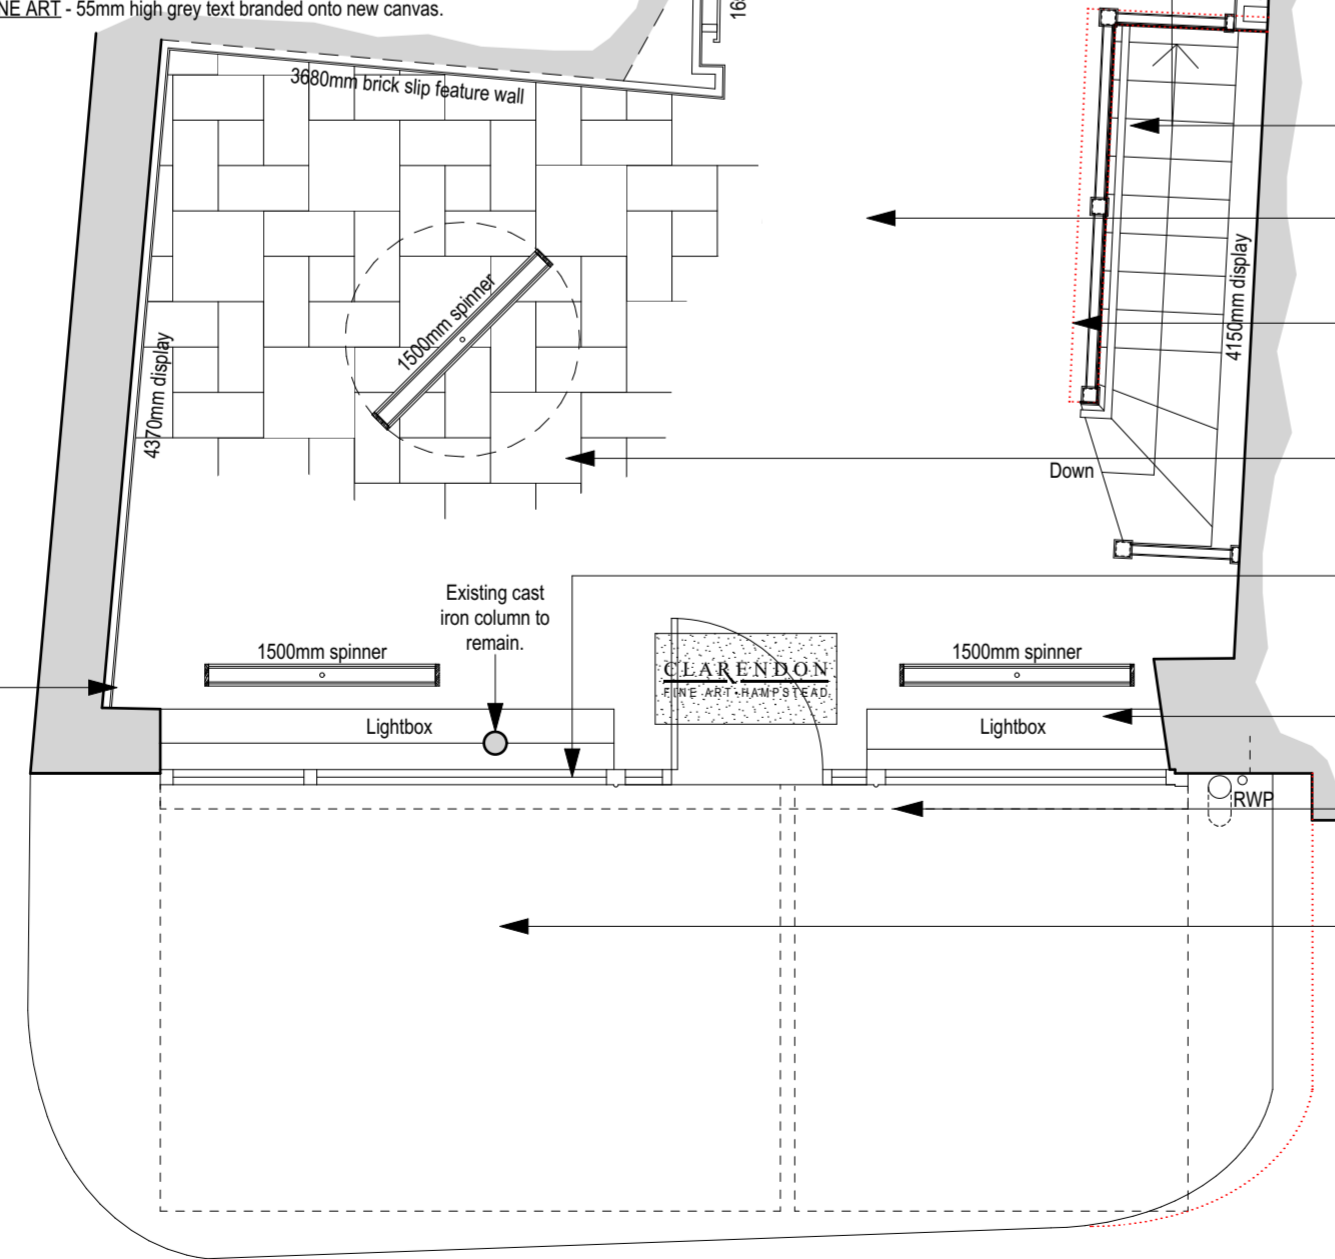 NE ART - 55mm high grey text branded onto new canvas.
3680mm brick slip feature wall
1500mm spinner
4370mm display
4150mm display
Down
Existing cast
iron column to
remain.
1500mm spinner
CLARENDON
FINE ART·HAMPSTEAD
1500mm spinner
Lightbox
Lightbox
RWP